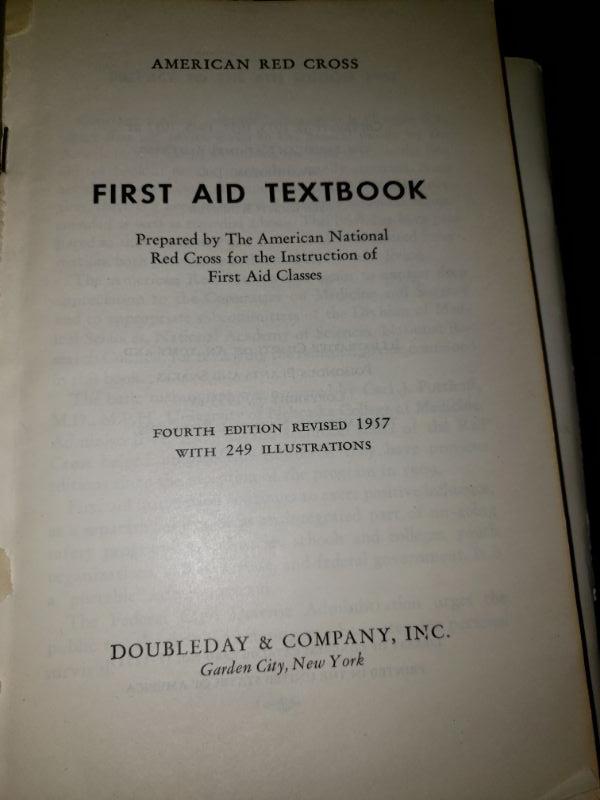 AMERICAN RED CROSS
FIRST AID TEXTBOOK
Prepared by The American National
Red Cross for the Instruction of
First Aid Classes
FOURTH EDITION REVISED 1957
WITH 249 ILLUSTRATIONS
DOUBLEDAY & COMPANY, INC.
Garden City, New York